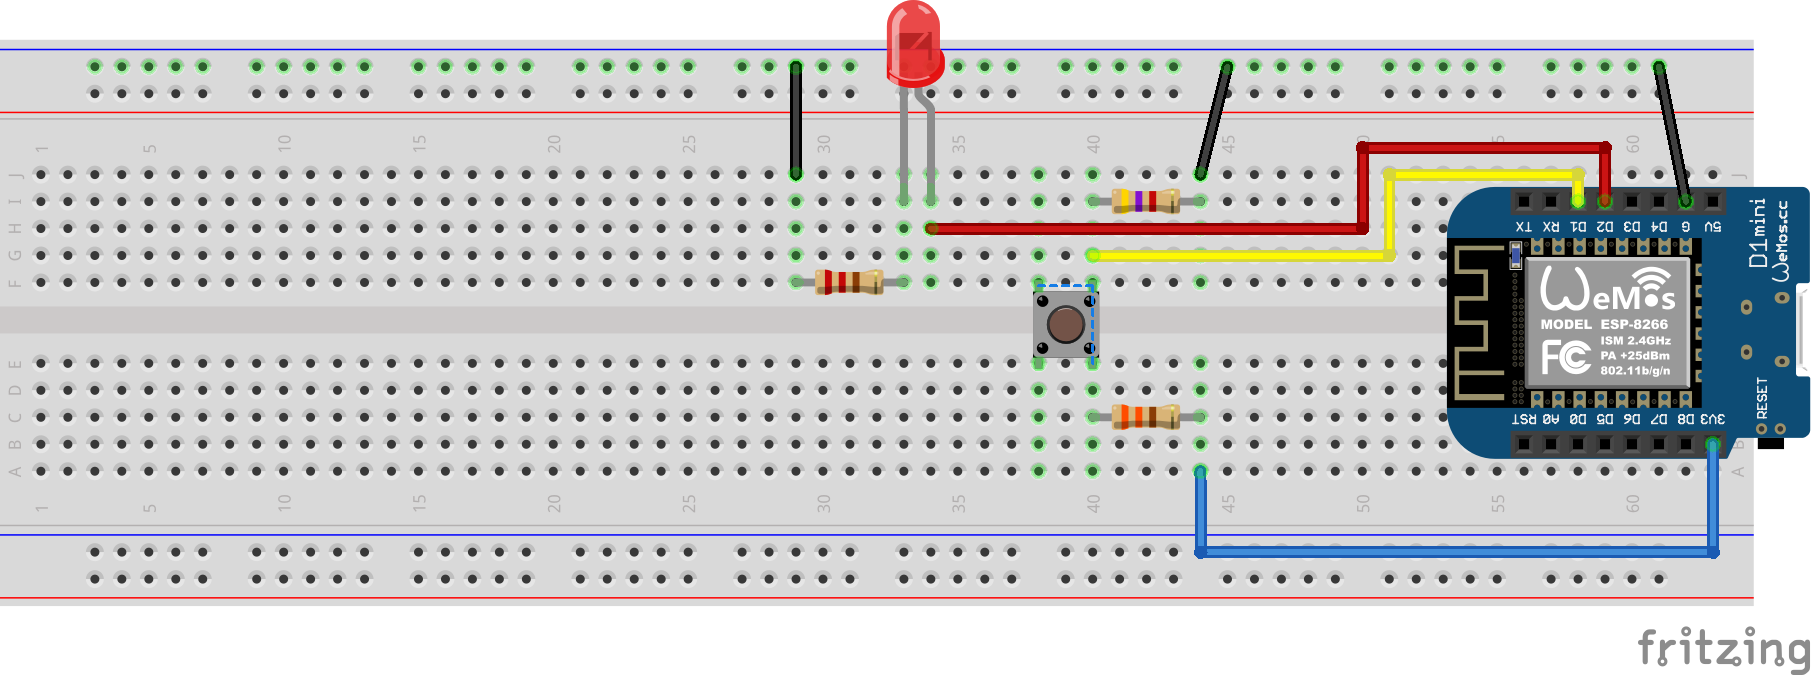 1 5 10 15 20 25 30 35 40 45 50 55 60
J J
I
H
G
F
TX RX D1 D2 D3 D4 G 5V
D1 mini
WeMos.cc
WeMos
MODEL ESP-8266
ISM 2.4GHz
PA +25dBm
802.11b/g/n
FC
RST A0 D0 D5 D6 D7 D8 3V3
RESET
E
D
C
B B
A A
1 5 10 15 20 25 30 35 40 45 50 55 60
fritzing